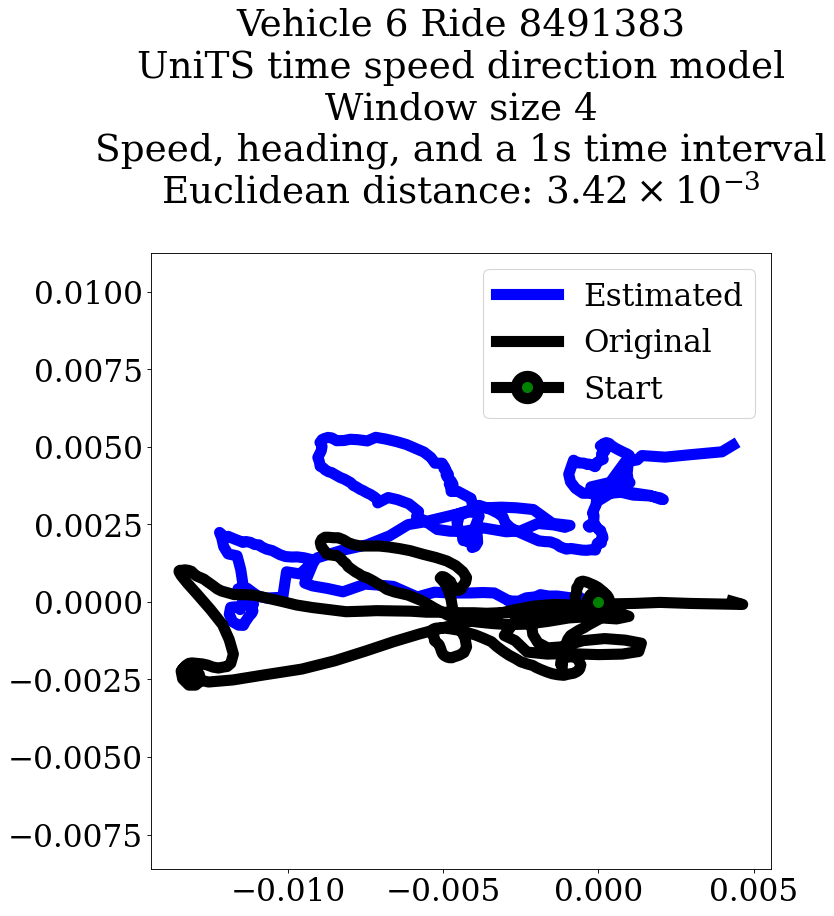 Vehicle 6 Ride 8491383
UniTS time speed direction model
Window size 4
Speed, heading, and a 1s time interval
Euclidean distance: 3.42 × 10⁻³
Estimated
Original
Start
0.0100
0.0075
0.0050
0.0025
0.0000
−0.0025
−0.0050
−0.0075
−0.010 −0.005 0.000 0.005